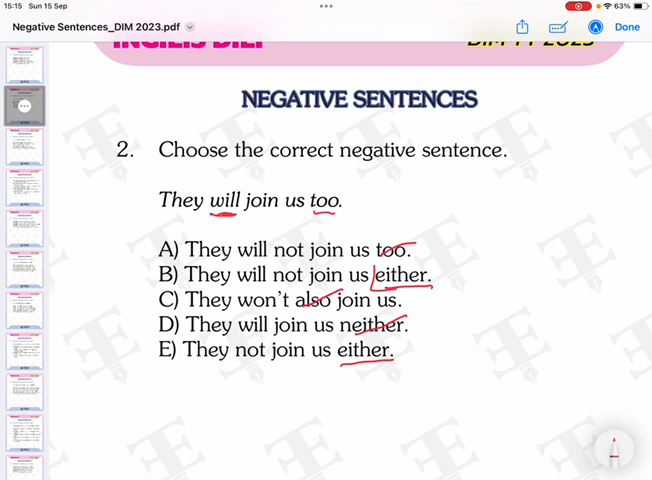 15:15 Sun 15 Sep
63%
Negative Sentences_DIM 2023.pdf
Done
NEGATIVE SENTENCES
2. Choose the correct negative sentence.
They will join us too.
A) They will not join us too.
B) They will not join us either.
C) They won't also join us.
D) They will join us neither.
E) They not join us either.